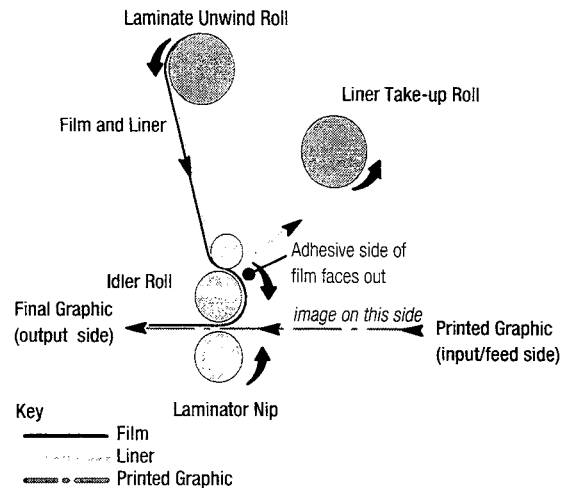 Laminate Unwind Roll
Liner Take-up Roll
Film and Liner
Adhesive side of
film faces out
Idler Roll
image on this side
Final Graphic
(output side)
Printed Graphic
(input/feed side)
Laminator Nip
Key
Film
Liner
Printed Graphic